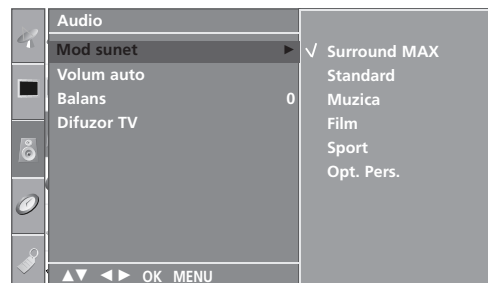 Audio
Mod sunet ►
Volum auto
Balans 0
Difuzor TV
▲▼ ◄► OK MENU
√ Surround MAX
Standard
Muzica
Film
Sport
Opt. Pers.